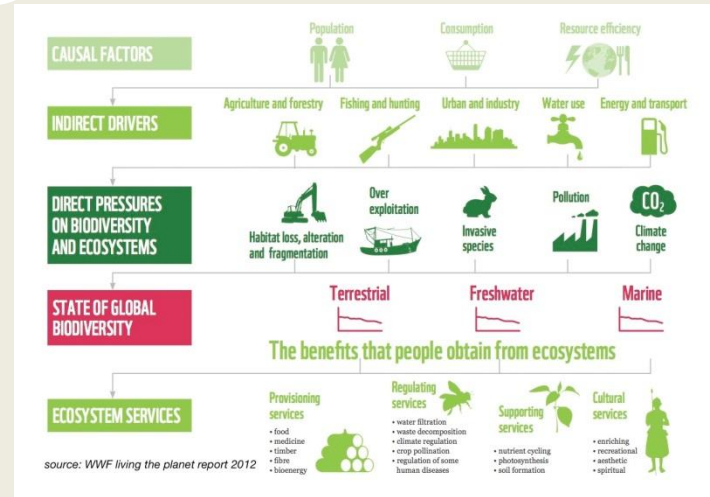 CAUSAL FACTORS
Population
Consumption
Resource efficiency
INDIRECT DRIVERS
Agriculture and forestry
Fishing and hunting
Urban and industry
Water use
Energy and transport
DIRECT PRESSURES
ON BIODIVERSITY
AND ECOSYSTEMS
Habitat loss, alteration
and fragmentation
Over
exploitation
Invasive
species
Pollution
CO₂
Climate
change
STATE OF GLOBAL
BIODIVERSITY
Terrestrial
Freshwater
Marine
The benefits that people obtain from ecosystems
ECOSYSTEM SERVICES
Provisioning
services
• food
• medicine
• timber
• fibre
• bioenergy
Regulating
services
• water filtration
• waste decomposition
• climate regulation
• crop pollination
• regulation of some
human diseases
Supporting
services
• nutrient cycling
• photosynthesis
• soil formation
Cultural
services
• enriching
• recreational
• aesthetic
• spiritual
source: WWF living the planet report 2012